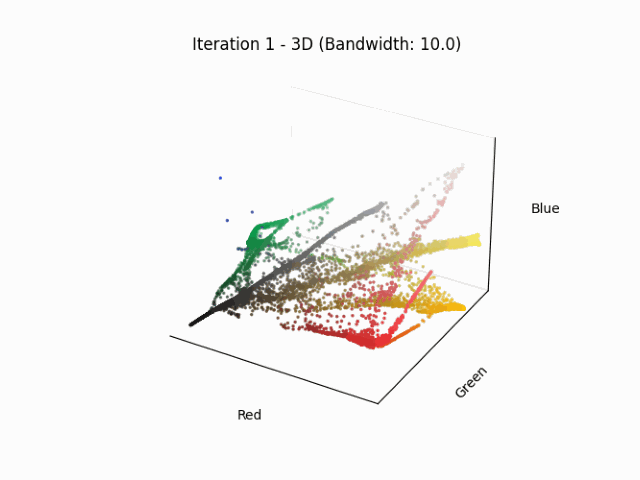 Iteration 1 - 3D (Bandwidth: 10.0)
Blue
Green
Red